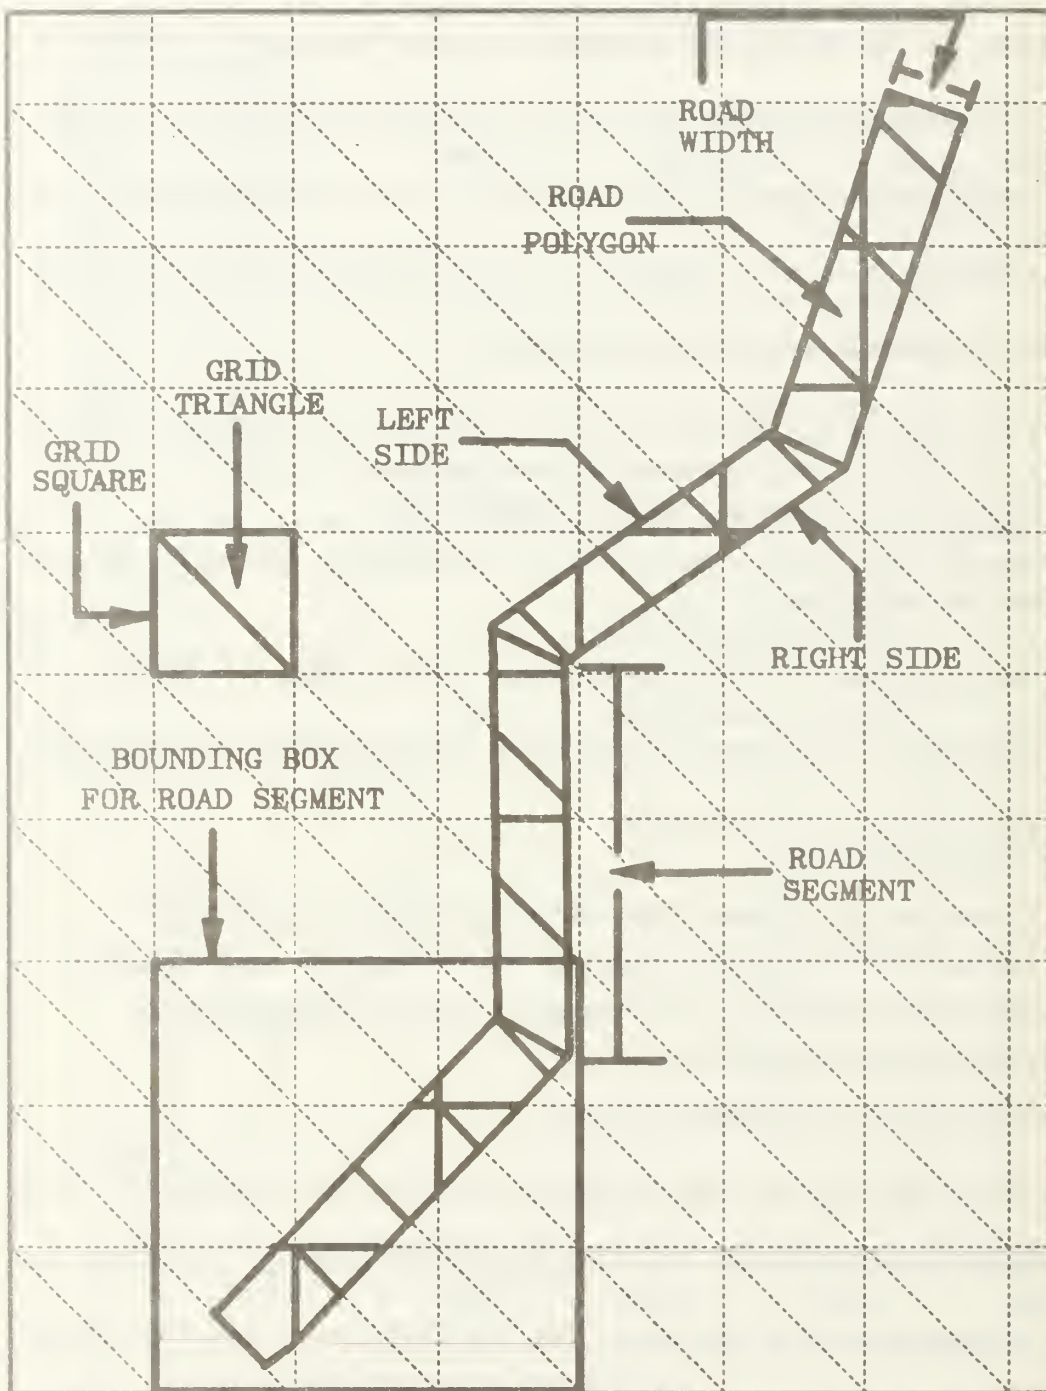 ROAD
WIDTH
ROAD
POLYGON
GRID
TRIANGLE
LEFT
SIDE
GRID
SQUARE
RIGHT SIDE
BOUNDING BOX
FOR ROAD SEGMENT
ROAD
SEGMENT